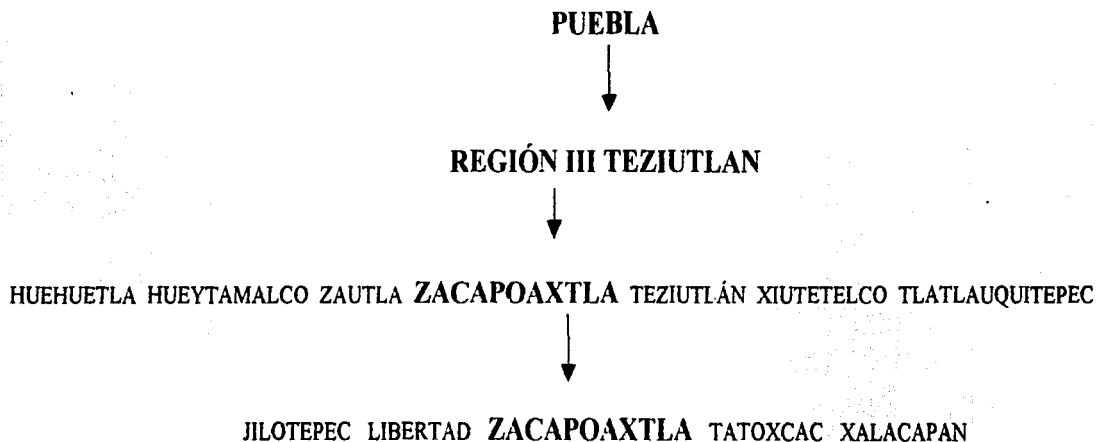 PUEBLA
REGIÓN III TEZIUTLAN
HUEHUETLA HUEYTAMALCO ZAUTLA ZACAPOAXTLA TEZIUTLÁN XIUTETELCO TLATLAUQUITEPEC
JILOTEPEC LIBERTAD ZACAPOAXTLA TATOXCAC XALACAPAN